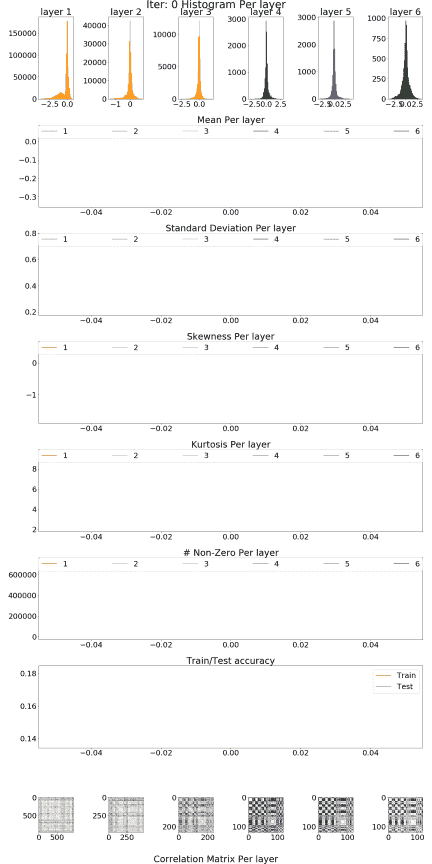 Iter: 0 Histogram Per layer
layer 1 layer 2 layer 3 layer 4 layer 5 layer 6
150000 100000 50000 0 −2.5 0.0
40000 30000 20000 10000 0 −1 0
10000 5000 0 −2.5 0.0
3000 2000 1000 0 −2.5 0.0 2.5
3000 2000 1000 0 −2.5 0.0 2.5
1000 750 500 250 0 −2.5 0.0 2.5
Mean Per layer
1 2 3 4 5 6
0.0
−0.1
−0.2
−0.3
−0.04 −0.02 0.00 0.02 0.04
Standard Deviation Per layer
0.8
1 2 3 4 5 6
0.6
0.4
0.2
−0.04 −0.02 0.00 0.02 0.04
Skewness Per layer
1 2 3 4 5 6
0
−1
−0.04 −0.02 0.00 0.02 0.04
Kurtosis Per layer
1 2 3 4 5 6
8
6
4
2
−0.04 −0.02 0.00 0.02 0.04
# Non-Zero Per layer
1 2 3 4 5 6
600000
400000
200000
0
−0.04 −0.02 0.00 0.02 0.04
Train/Test accuracy
0.18
Train
Test
0.16
0.14
−0.04 −0.02 0.00 0.02 0.04
0 0 0 0 0 0
500 250 200 100 100 100
0 500 0 250 0 200 0 100 0 100 0 100
Correlation Matrix Per layer